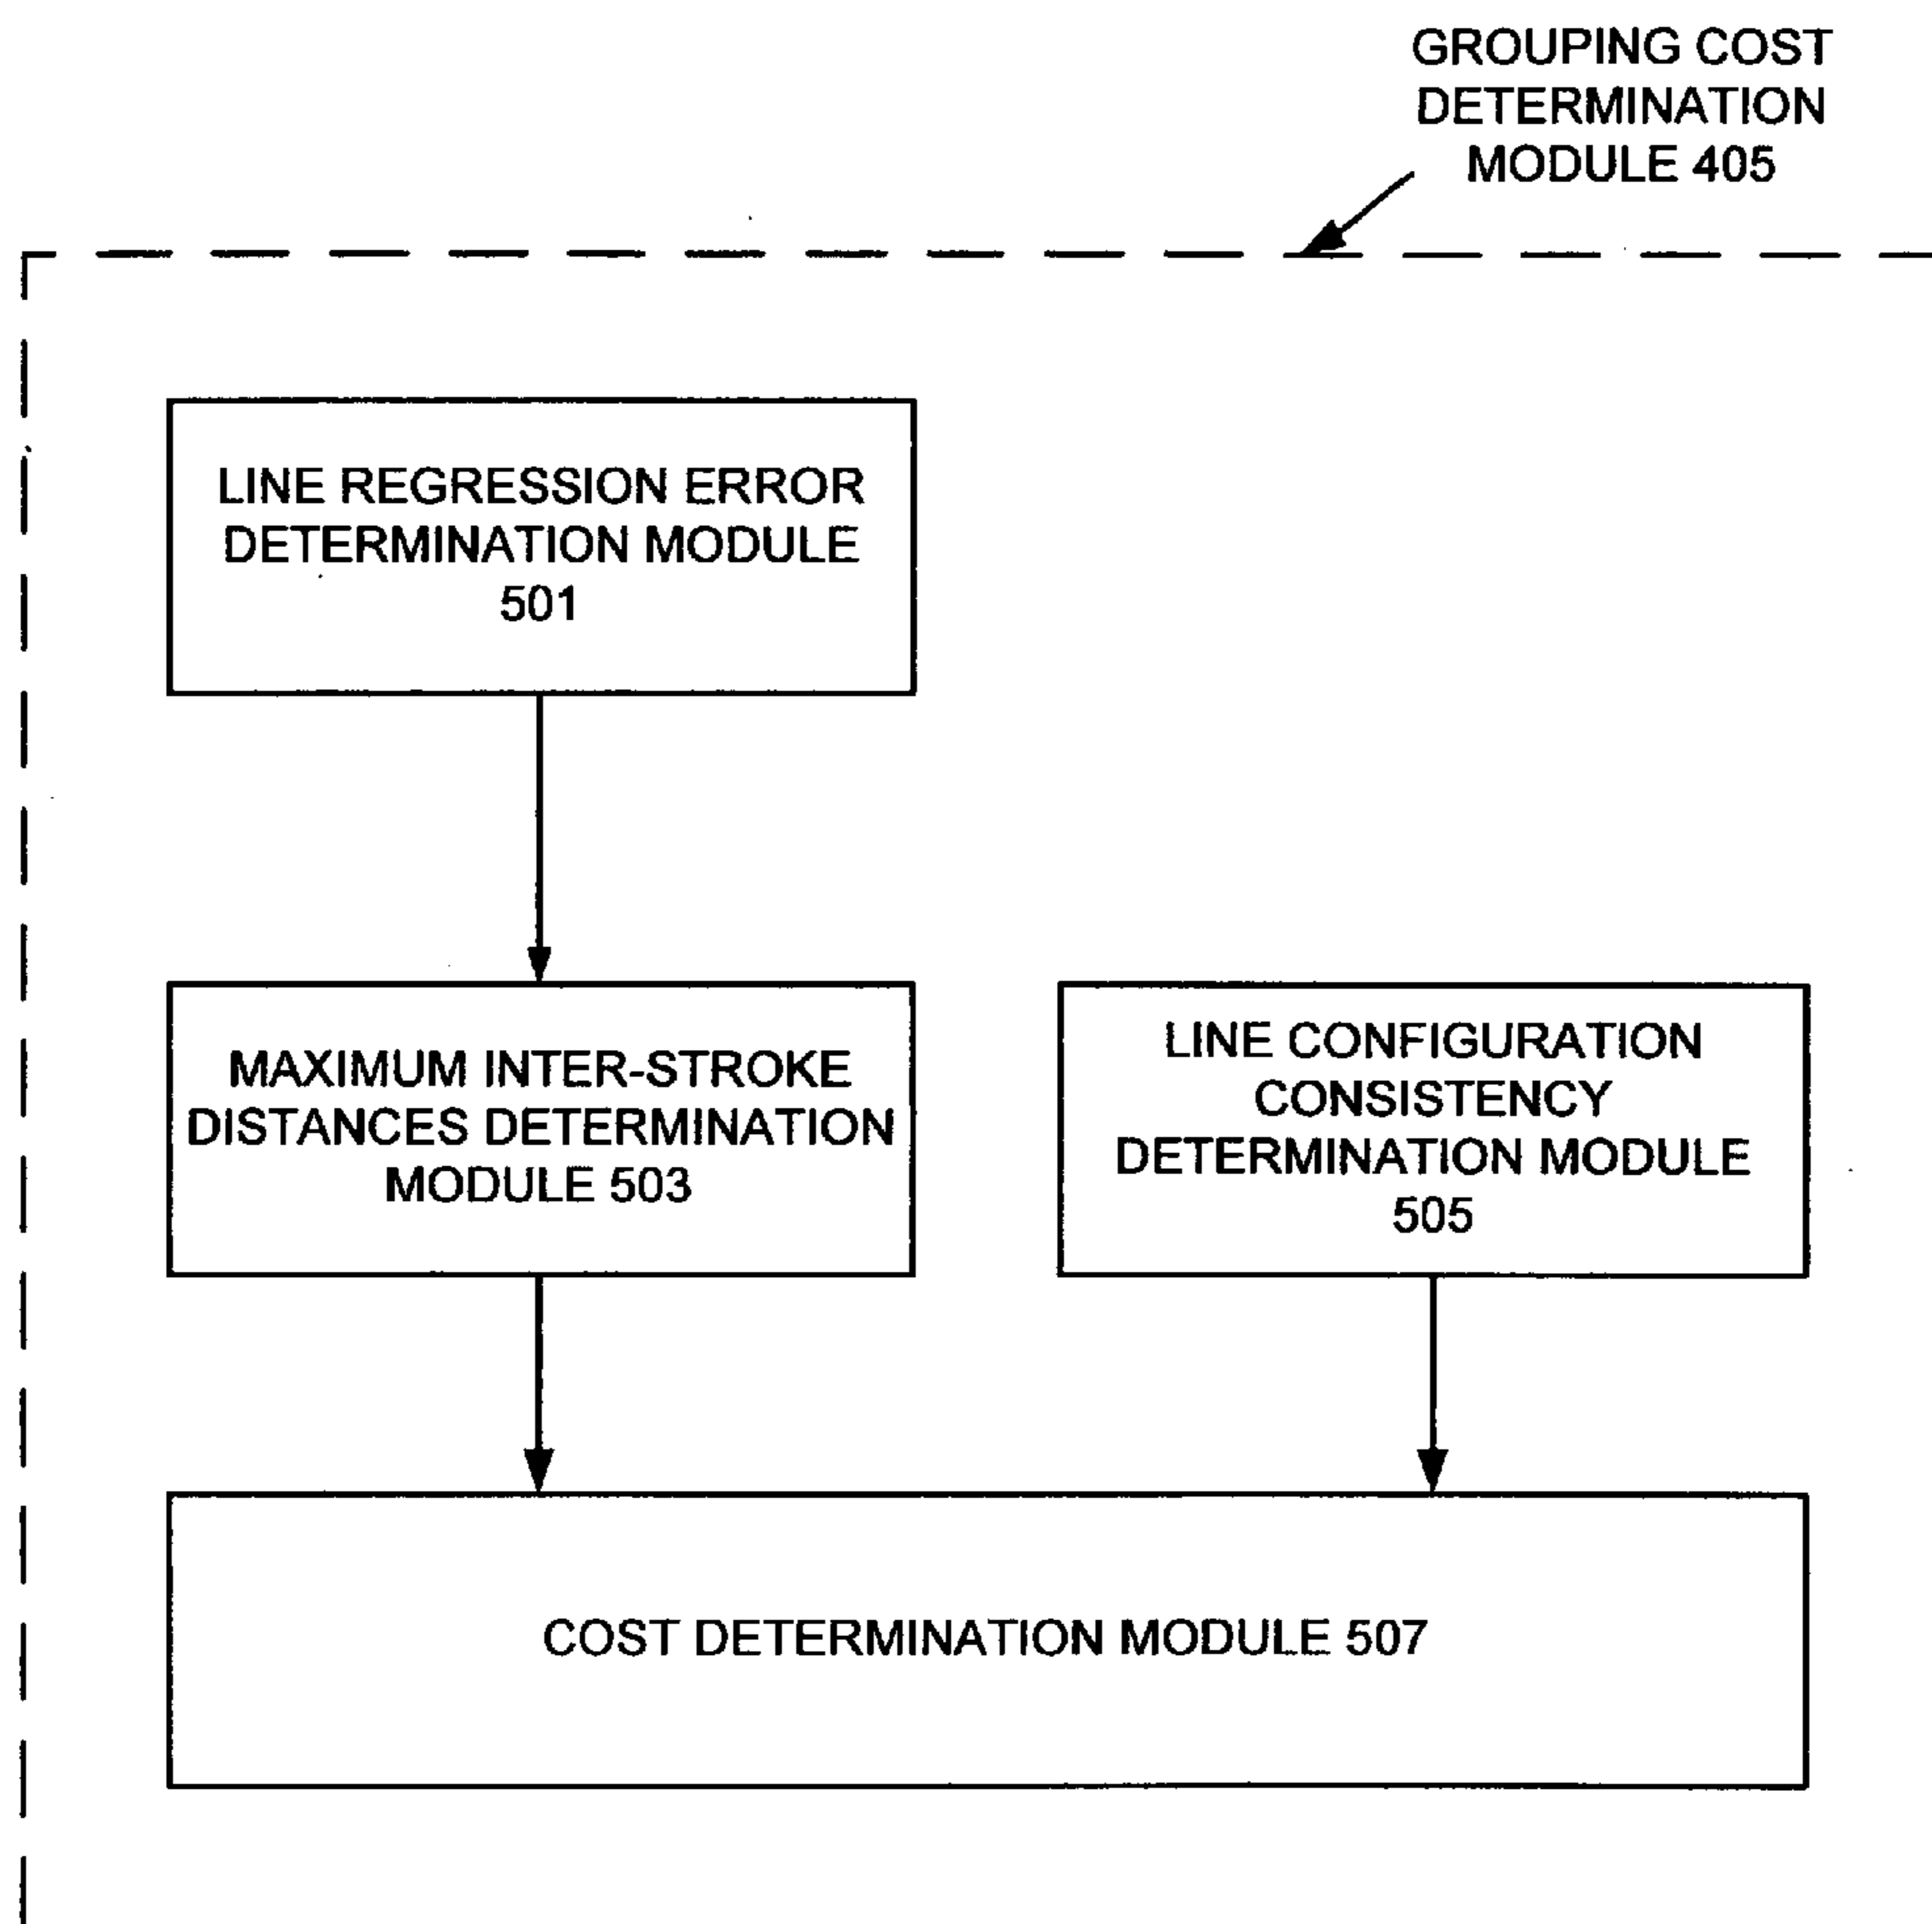 GROUPING COST
DETERMINATION
MODULE 405
LINE REGRESSION ERROR
DETERMINATION MODULE
501
MAXIMUM INTER-STROKE
DISTANCES DETERMINATION
MODULE 503
LINE CONFIGURATION
CONSISTENCY
DETERMINATION MODULE
505
COST DETERMINATION MODULE 507